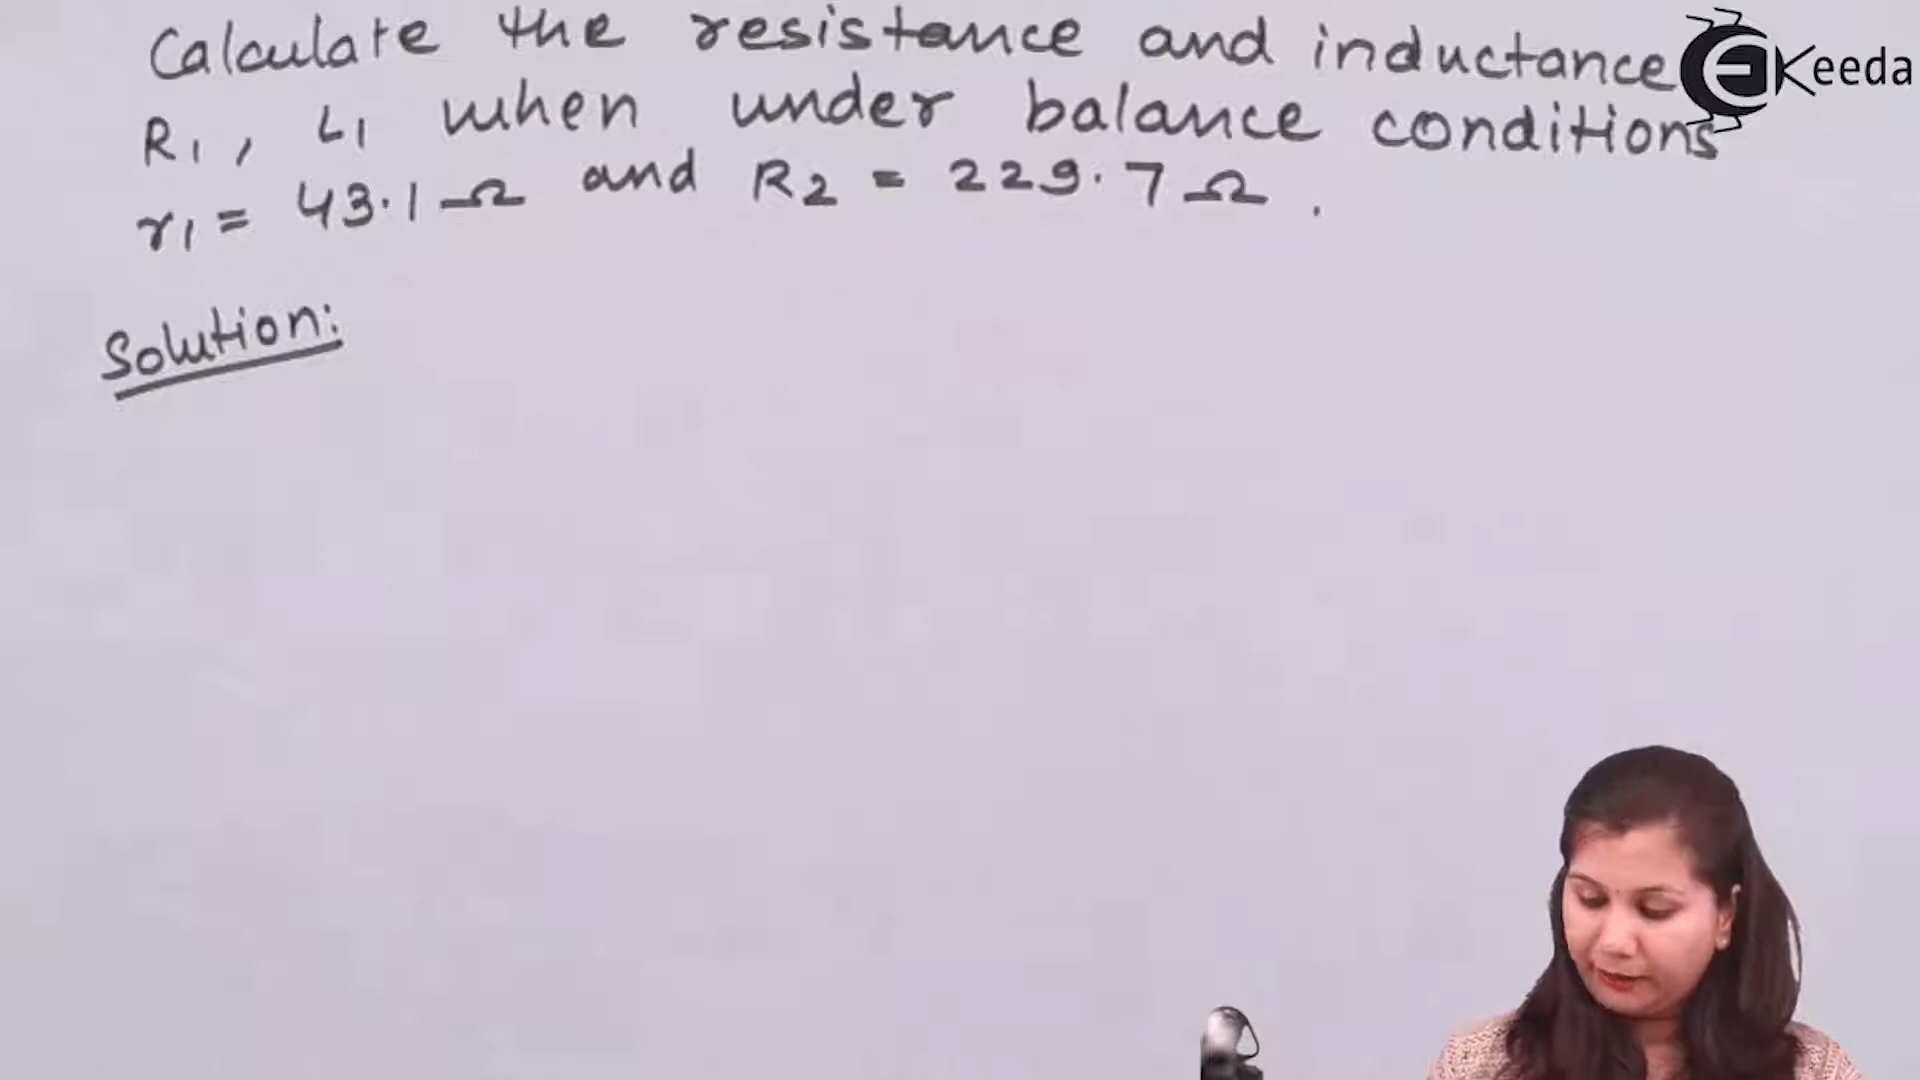 Calculate the resistance and inductance
R1, L1 when under balance conditions
r1 = 43.1 Ω and R2 = 229.7 Ω.
Solution:
EKeeda